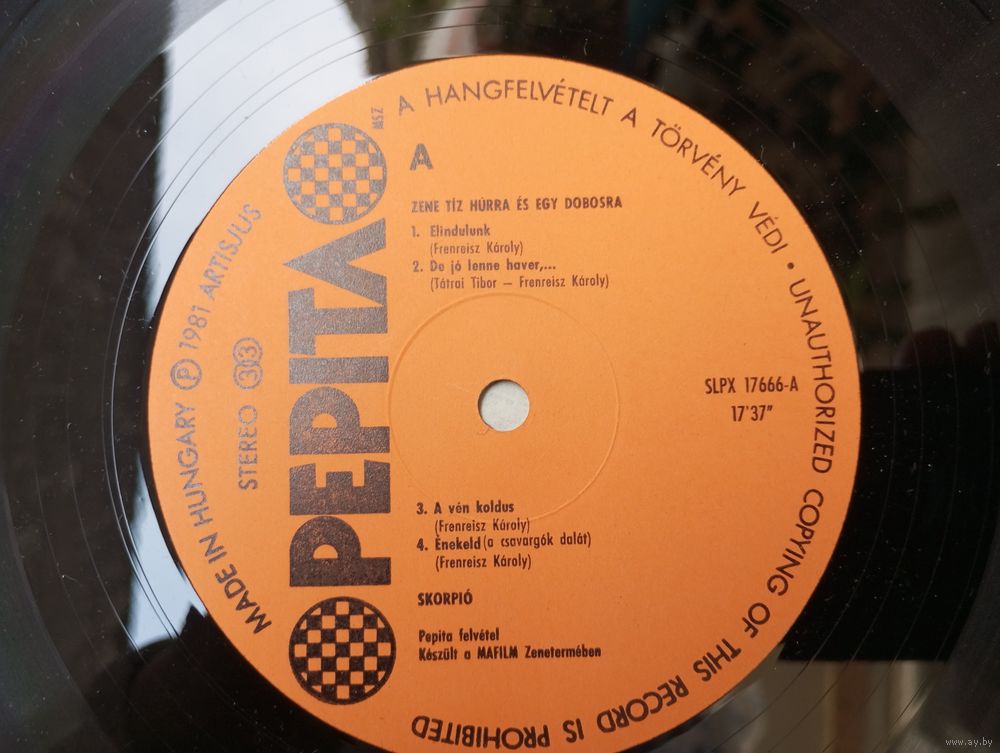 A HANGFELVÉTELT A TÖRVÉNY VÉDI • UNAUTHORIZED COPYING OF THIS RECORD IS PROHIBITED
MADE IN HUNGARY Ⓟ 1981 ARTISJUS
STEREO 33
PEPITA
MSZ
A
ZENE TÍZ HÚRRA ÉS EGY DOBOSRA
1. Elindulunk
(Frenreisz Károly)
2. De jó lenne haver,...
(Tátrai Tibor — Frenreisz Károly)
SLPX 17666-A
17'37"
3. A vén koldus
(Frenreisz Károly)
4. Énekeld (a csavargók dalát)
(Frenreisz Károly)
SKORPIÓ
Pepita felvétel
Készült a MAFILM Zenetermében
www.ay.by